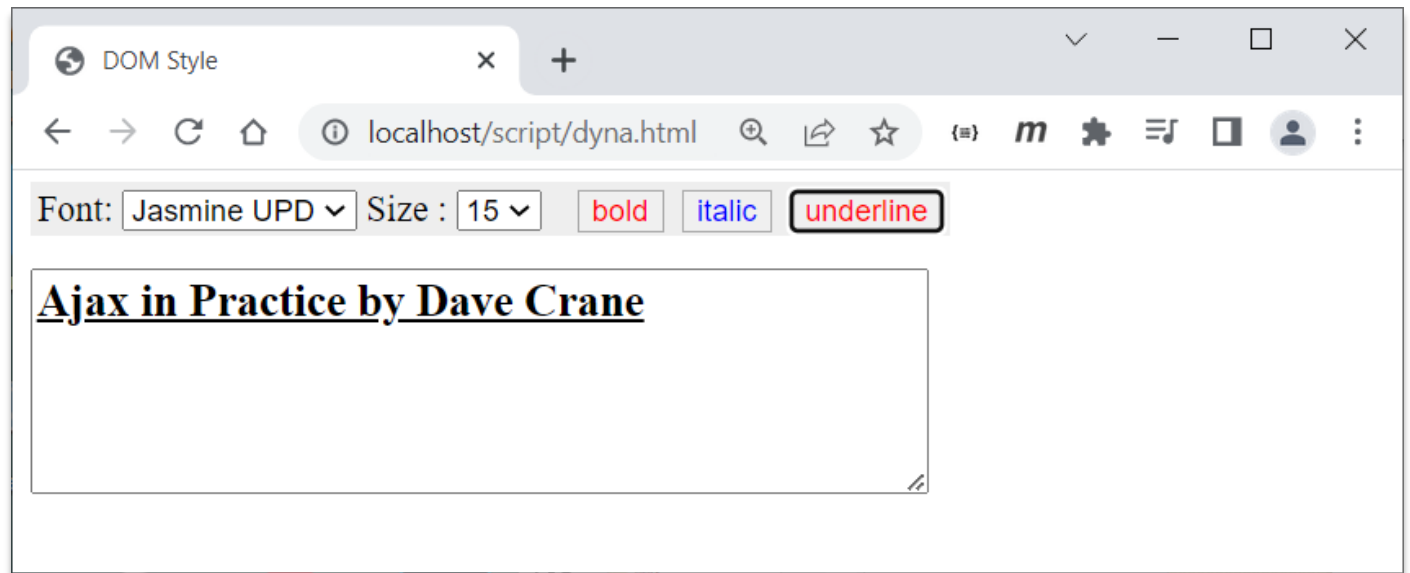 DOM Style
localhost/script/dyna.html {≡} m
Font: Jasmine UPD Size : 15 bold italic underline
Ajax in Practice by Dave Crane